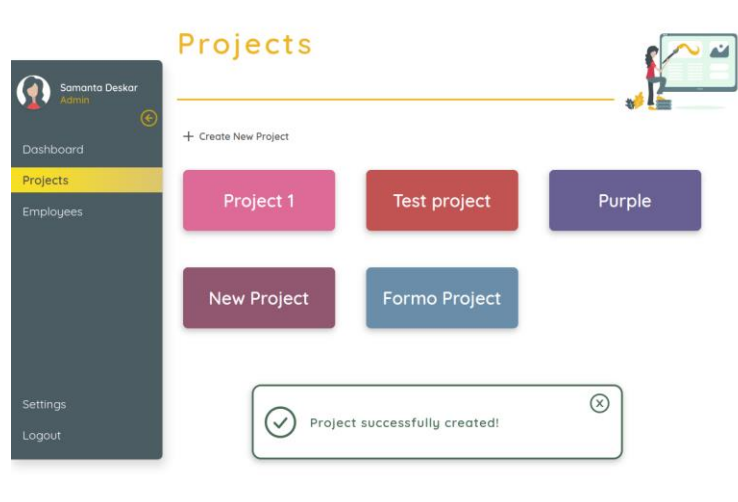 Projects
Samanta Deskar
Admin
Dashboard
Projects
Employees
Settings
Logout
+ Create New Project
Project 1
Test project
Purple
New Project
Formo Project
Project successfully created!